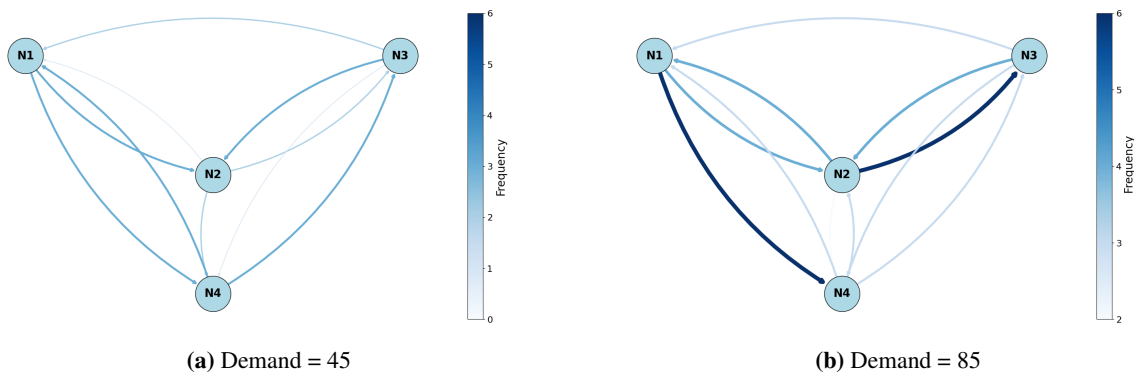 N1
N3
N2
N4
6
5
4
3
2
1
0
Frequency
(a) Demand = 45
N1
N3
N2
N4
6
5
4
3
2
Frequency
(b) Demand = 85